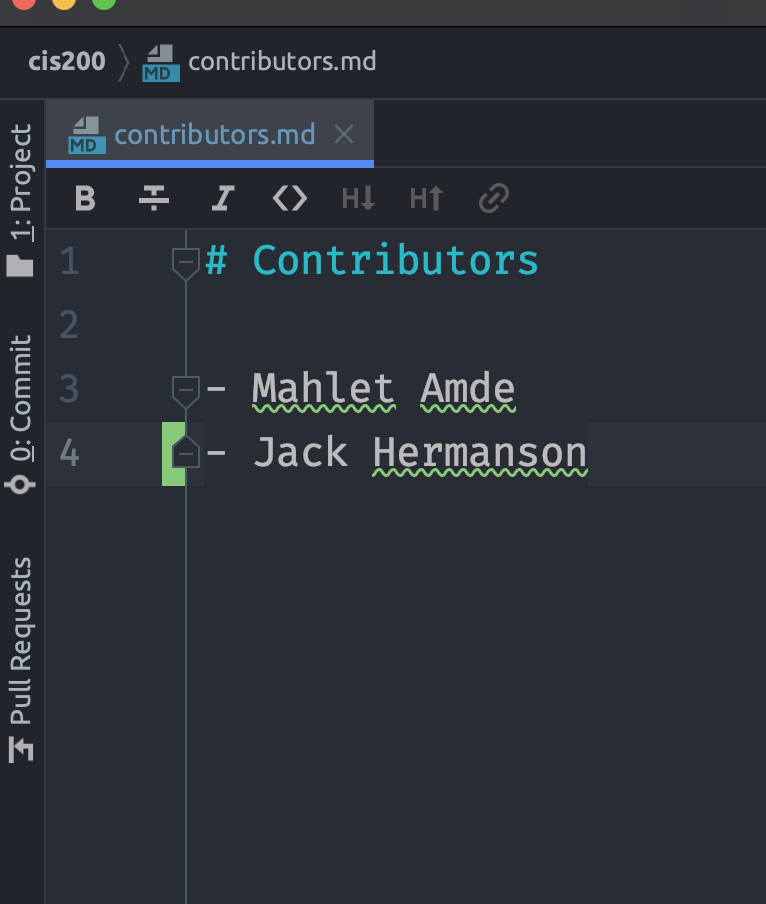 cis200 〉 MD contributors.md
MD contributors.md ×
B I <> H↓ H↑
1: Project
0: Commit
Pull Requests
1 # Contributors
2
3 - Mahlet Amde
4 - Jack Hermanson